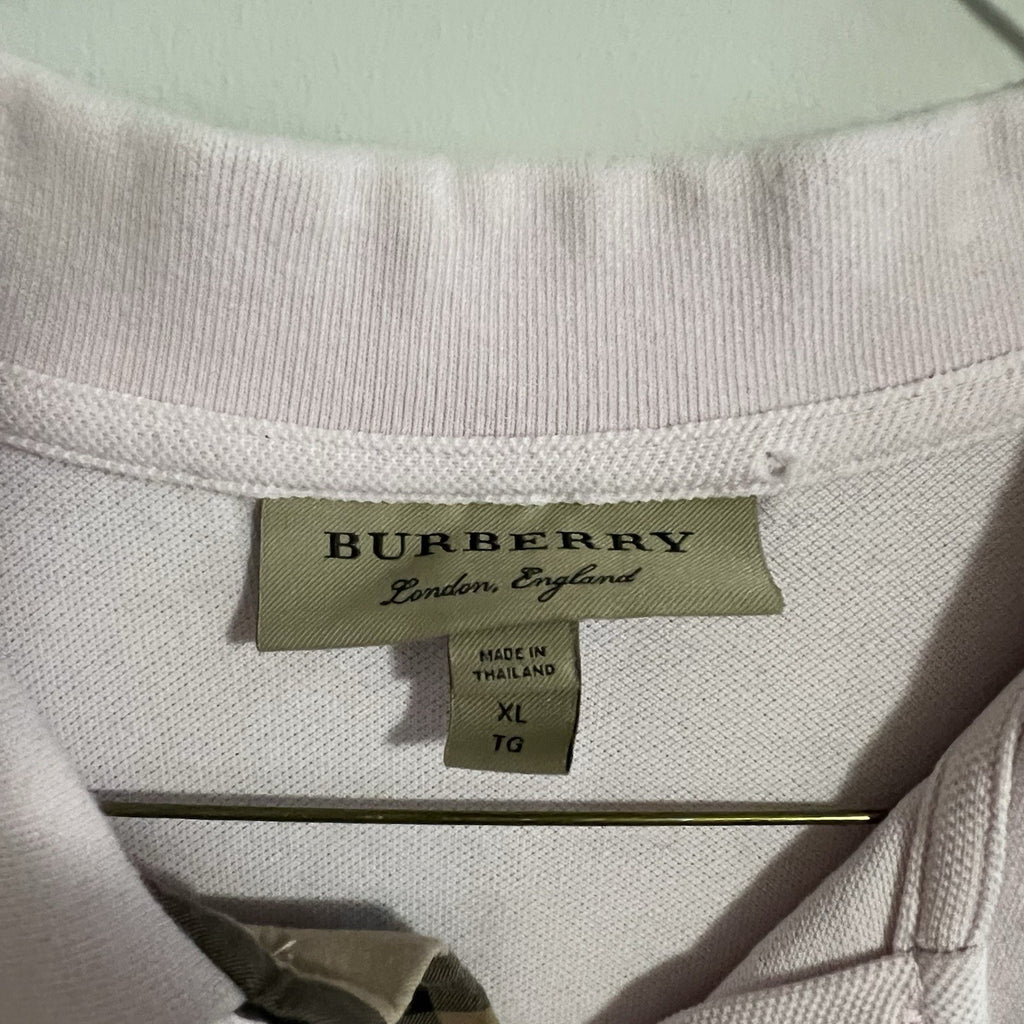 BURBERRY
London, England
MADE IN
THAILAND
XL
TG